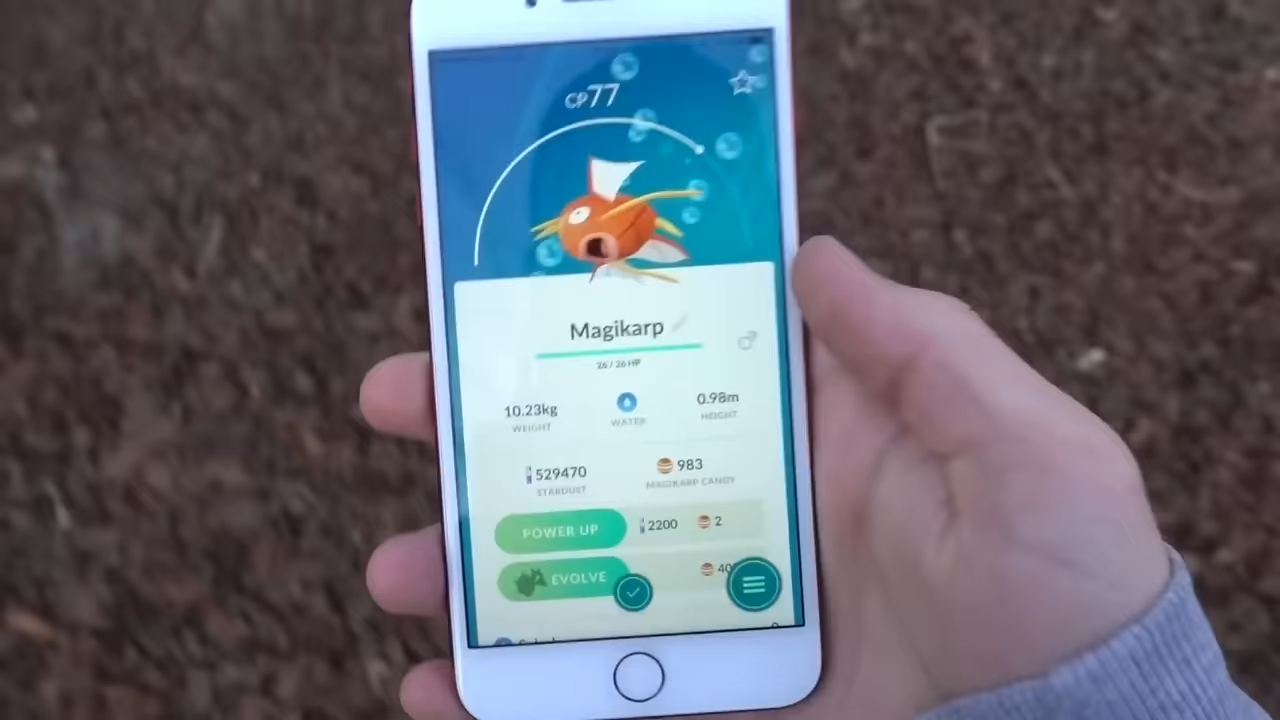 CP77
Magikarp
26 / 26 HP
10.23kg
WEIGHT
WATER
0.98m
HEIGHT
529470
STARDUST
983
MAGIKARP CANDY
POWER UP
2200
2
EVOLVE